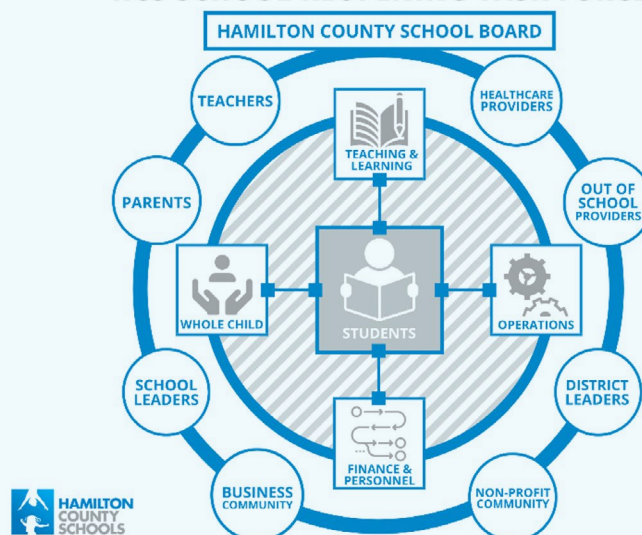 HAMILTON COUNTY SCHOOL BOARD
TEACHERS
HEALTHCARE
PROVIDERS
TEACHING &
LEARNING
PARENTS
OUT OF
SCHOOL
PROVIDERS
WHOLE CHILD
STUDENTS
OPERATIONS
SCHOOL
LEADERS
DISTRICT
LEADERS
FINANCE &
PERSONNEL
BUSINESS
COMMUNITY
NON-PROFIT
COMMUNITY
HAMILTON
COUNTY
SCHOOLS